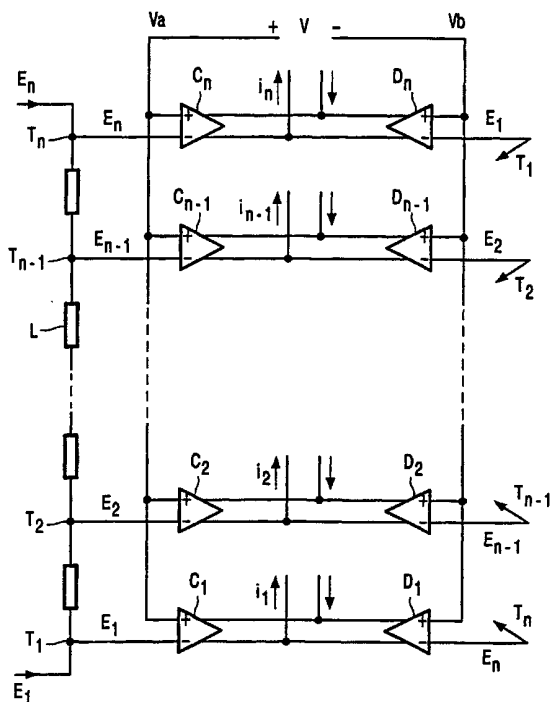 Va + V − Vb
Eₙ Cₙ iₙ Dₙ
Tₙ Eₙ + − + − E₁
T₁
Cₙ₋₁ iₙ₋₁ Dₙ₋₁
Tₙ₋₁ Eₙ₋₁ + − + − E₂
T₂
L
C₂ i₂ D₂
T₂ E₂ + − + − Tₙ₋₁
Eₙ₋₁
C₁ i₁ D₁
T₁ E₁ + − + − Tₙ
E₁ Eₙ